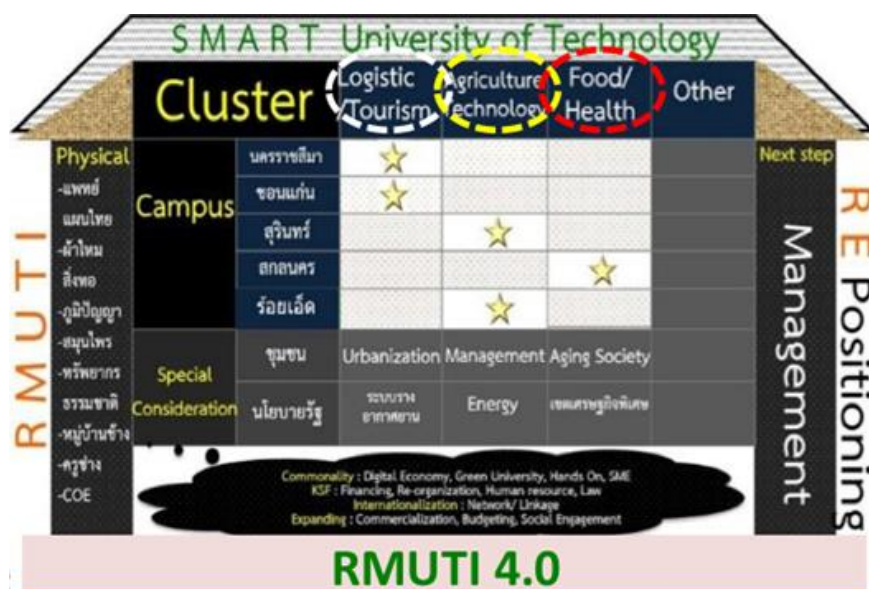 SMART University of Technology
Cluster
Logistic
/Tourism
Agriculture
Technology
Food/
Health
Other
Physical
-แพทย์
แผนไทย
-ผ้าไหม
สิ่งทอ
-ภูมิปัญญา
-สมุนไพร
-ทรัพยากร
ธรรมชาติ
-หมู่บ้านช้าง
-ครูช่าง
-COE
Campus
นครราชสีมา
ขอนแก่น
สุรินทร์
สกลนคร
ร้อยเอ็ด
Special
Consideration
ชุมชน
Urbanization
Management
Aging Society
นโยบายรัฐ
ระบบราง
อากาศยาน
Energy
เขตเศรษฐกิจพิเศษ
Next step
Management
RMUTI
RE Positioning
Commonality : Digital Economy, Green University, Hands On, SME
KSF : Financing, Re-organization, Human resource, Law
Internationalization : Network/ Linkage
Expanding : Commercialization, Budgeting, Social Engagement
RMUTI 4.0